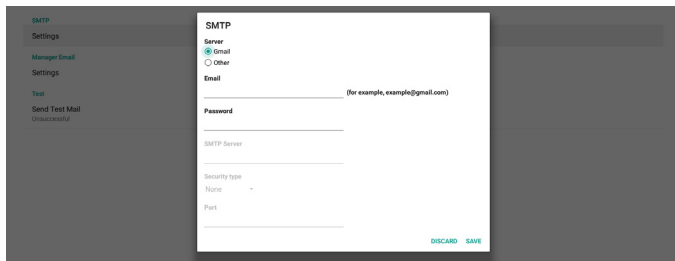 SMTP
Settings
Manager Email
Settings
Test
Send Test Mail
Unsuccessful
SMTP
Server
Gmail
Other
Email
(for example, example@gmail.com)
Password
SMTP Server
Security type
None
Port
DISCARD SAVE